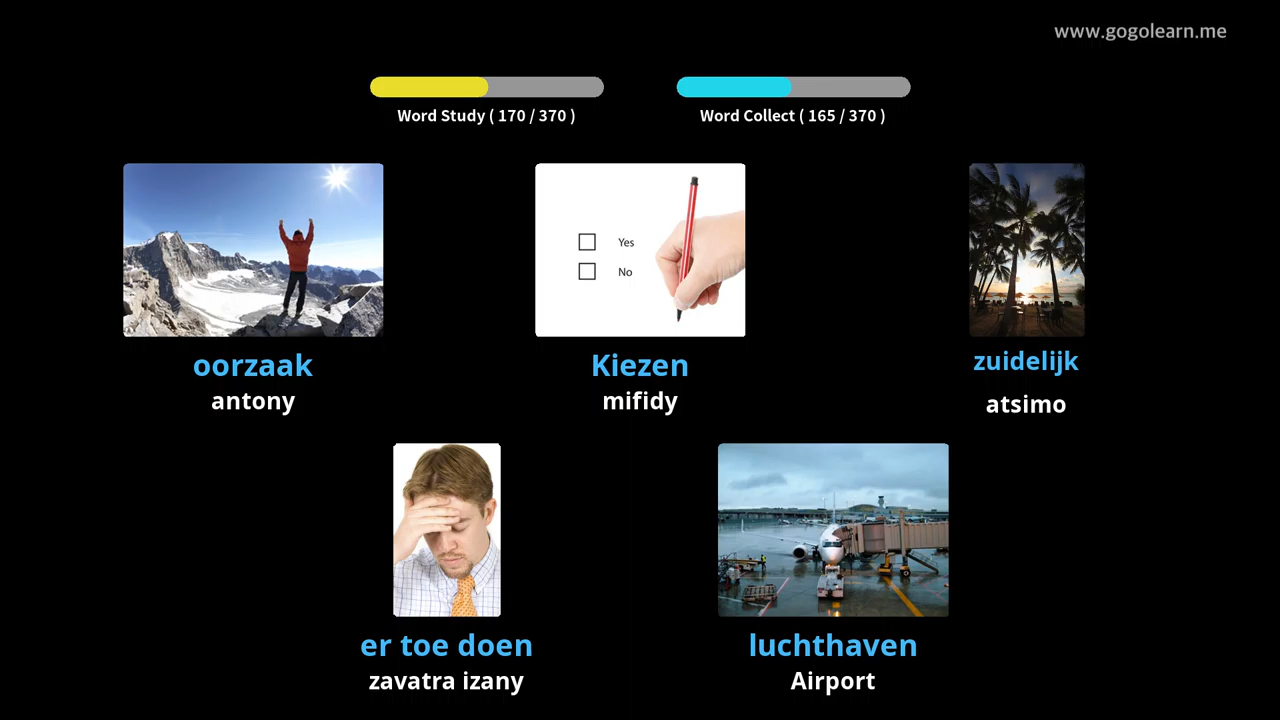 www.gogolearn.me
Word Study ( 170 / 370 )
Word Collect ( 165 / 370 )
Yes
No
oorzaak
antony
Kiezen
mifidy
zuidelijk
atsimo
er toe doen
zavatra izany
luchthaven
Airport